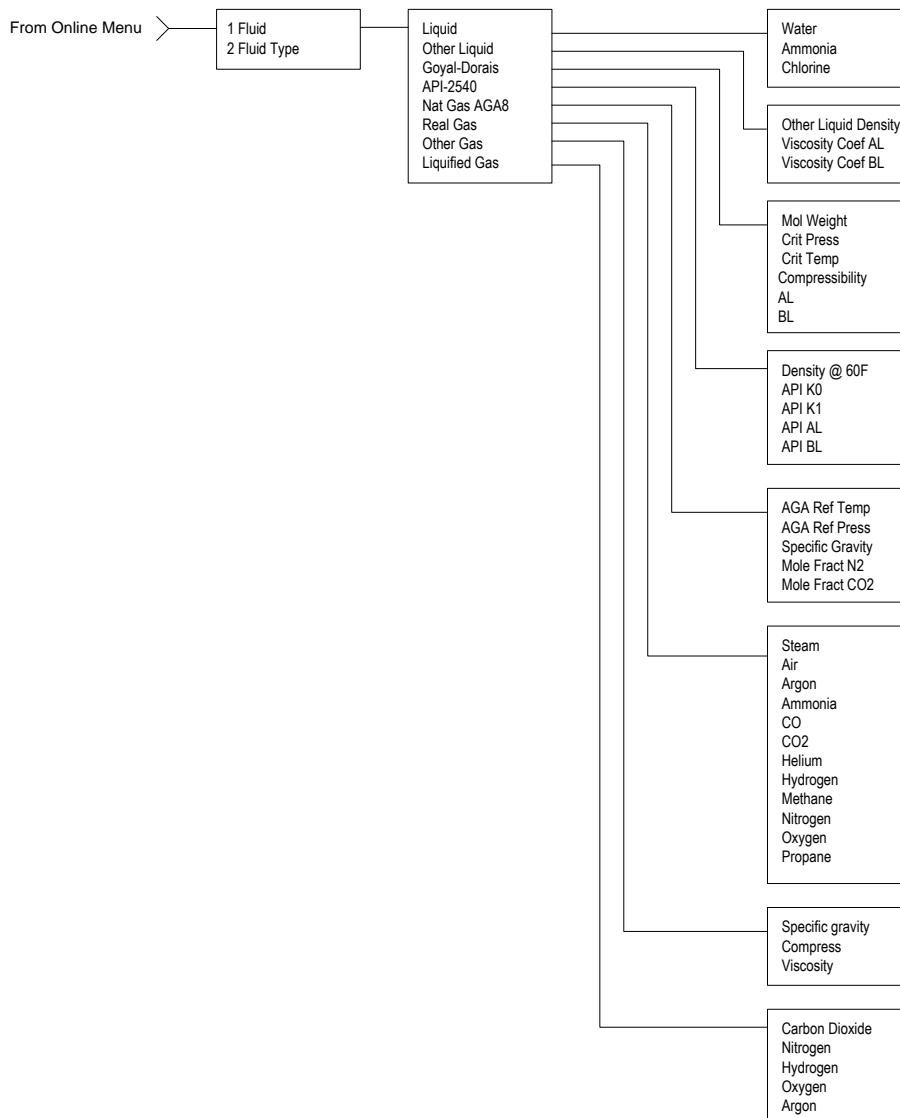 From Online Menu
1 Fluid
2 Fluid Type
Liquid
Other Liquid
Goyal-Dorais
API-2540
Nat Gas AGA8
Real Gas
Other Gas
Liquified Gas
Water
Ammonia
Chlorine
Other Liquid Density
Viscosity Coef AL
Viscosity Coef BL
Mol Weight
Crit Press
Crit Temp
Compressibility
AL
BL
Density @ 60F
API K0
API K1
API AL
API BL
AGA Ref Temp
AGA Ref Press
Specific Gravity
Mole Fract N2
Mole Fract CO2
Steam
Air
Argon
Ammonia
CO
CO2
Helium
Hydrogen
Methane
Nitrogen
Oxygen
Propane
Specific gravity
Compress
Viscosity
Carbon Dioxide
Nitrogen
Hydrogen
Oxygen
Argon